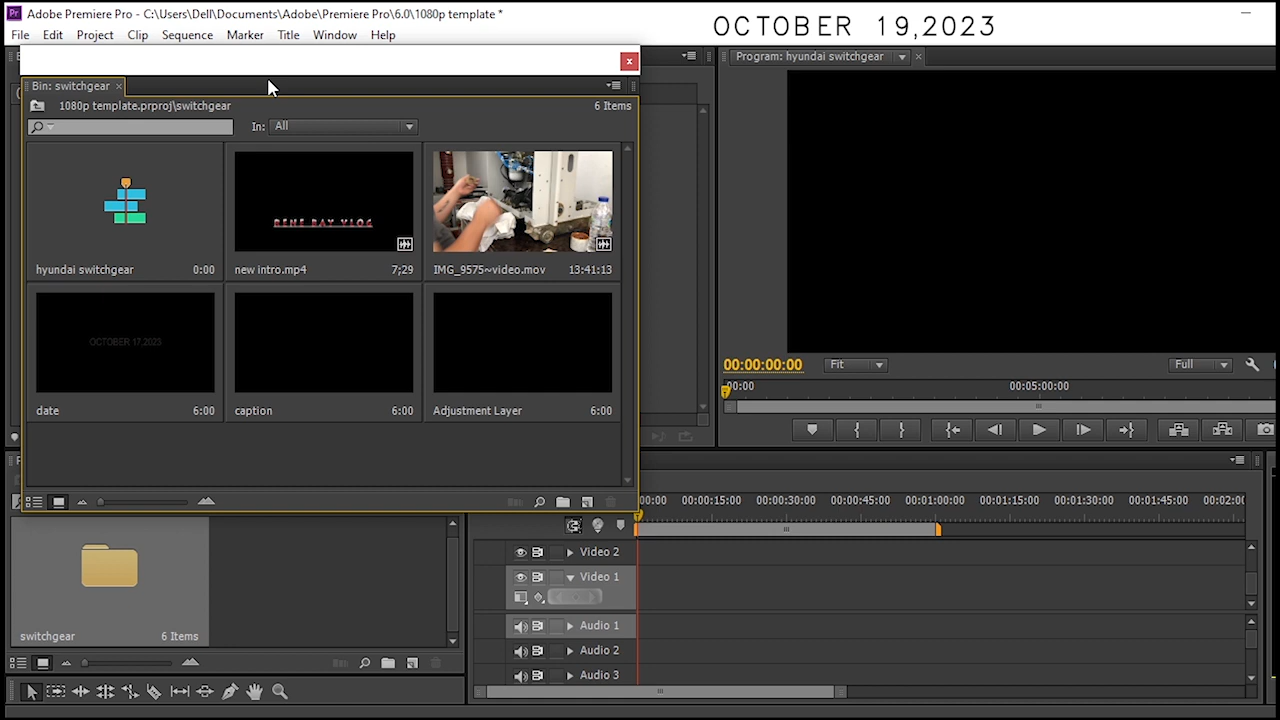 Adobe Premiere Pro - C:\Users\Dell\Documents\Adobe\Premiere Pro\6.0\1080p template *
OCTOBER 19,2023
File Edit Project Clip Sequence Marker Title Window Help
Program: hyundai switchgear
Bin: switchgear
1080p template.prproj\switchgear
6 Items
In: All
hyundai switchgear 0:00
new intro.mp4 7;29
IMG_9575~video.mov 13:41:13
RENE BAY VLOG
OCTOBER 17,2023
date 6:00
caption 6:00
Adjustment Layer 6:00
00:00:00:00
Fit
Full
00:00
00:05:00:00
00:00 00:00:15:00 00:00:30:00 00:00:45:00 00:01:00:00 00:01:15:00 00:01:30:00 00:01:45:00 00:02:0
Video 2
Video 1
Audio 1
Audio 2
Audio 3
switchgear 6 Items